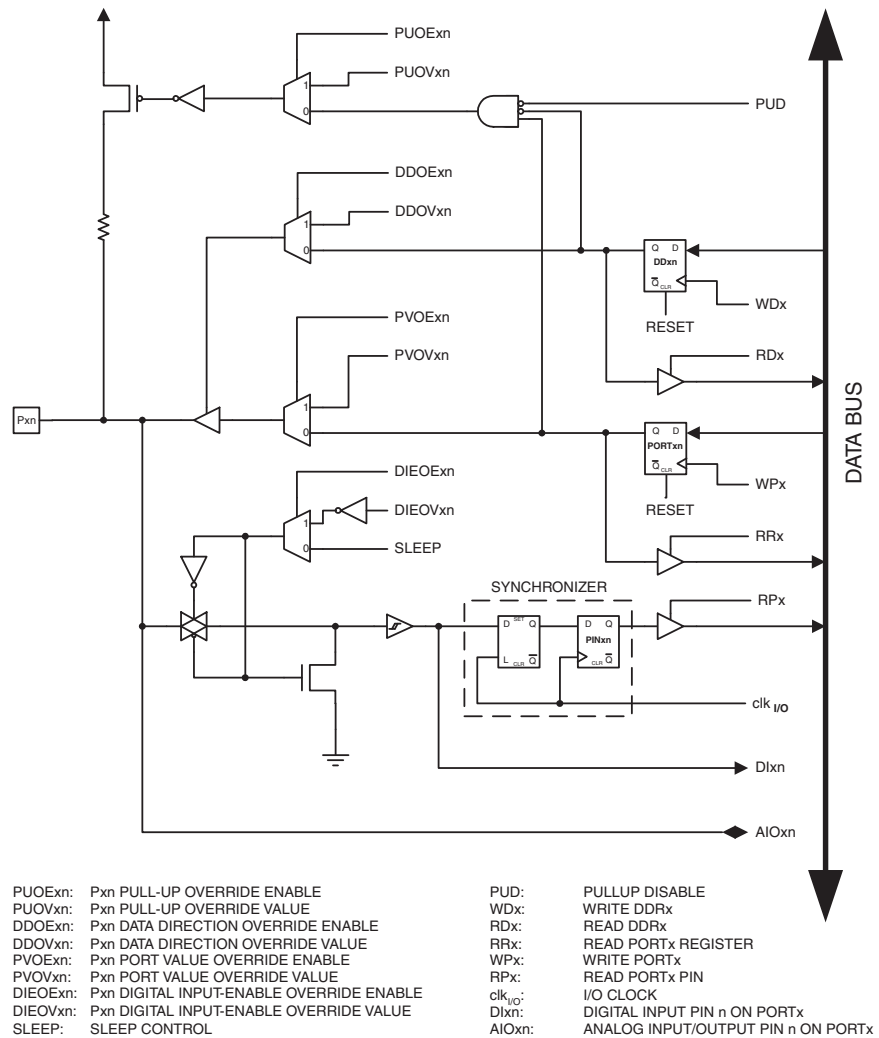 PUOExn
PUOVxn
1
0
PUD
DDOExn
DDOVxn
1
0
Q D
DDxn
Q CLR
WDx
RESET
RDx
PVOExn
PVOVxn
1
0
Pxn
Q D
PORTxn
Q CLR
WPx
RESET
DATA BUS
DIEOExn
DIEOVxn
1
0
SLEEP
RRx
SYNCHRONIZER
RPx
D SET Q
L CLR Q
D Q
PINxn
CLR Q
clk I/O
DIxn
AIOxn
PUOExn: Pxn PULL-UP OVERRIDE ENABLE
PUOVxn: Pxn PULL-UP OVERRIDE VALUE
DDOExn: Pxn DATA DIRECTION OVERRIDE ENABLE
DDOVxn: Pxn DATA DIRECTION OVERRIDE VALUE
PVOExn: Pxn PORT VALUE OVERRIDE ENABLE
PVOVxn: Pxn PORT VALUE OVERRIDE VALUE
DIEOExn: Pxn DIGITAL INPUT-ENABLE OVERRIDE ENABLE
DIEOVxn: Pxn DIGITAL INPUT-ENABLE OVERRIDE VALUE
SLEEP: SLEEP CONTROL
PUD: PULLUP DISABLE
WDx: WRITE DDRx
RDx: READ DDRx
RRx: READ PORTx REGISTER
WPx: WRITE PORTx
RPx: READ PORTx PIN
clkI/O: I/O CLOCK
DIxn: DIGITAL INPUT PIN n ON PORTx
AIOxn: ANALOG INPUT/OUTPUT PIN n ON PORTx